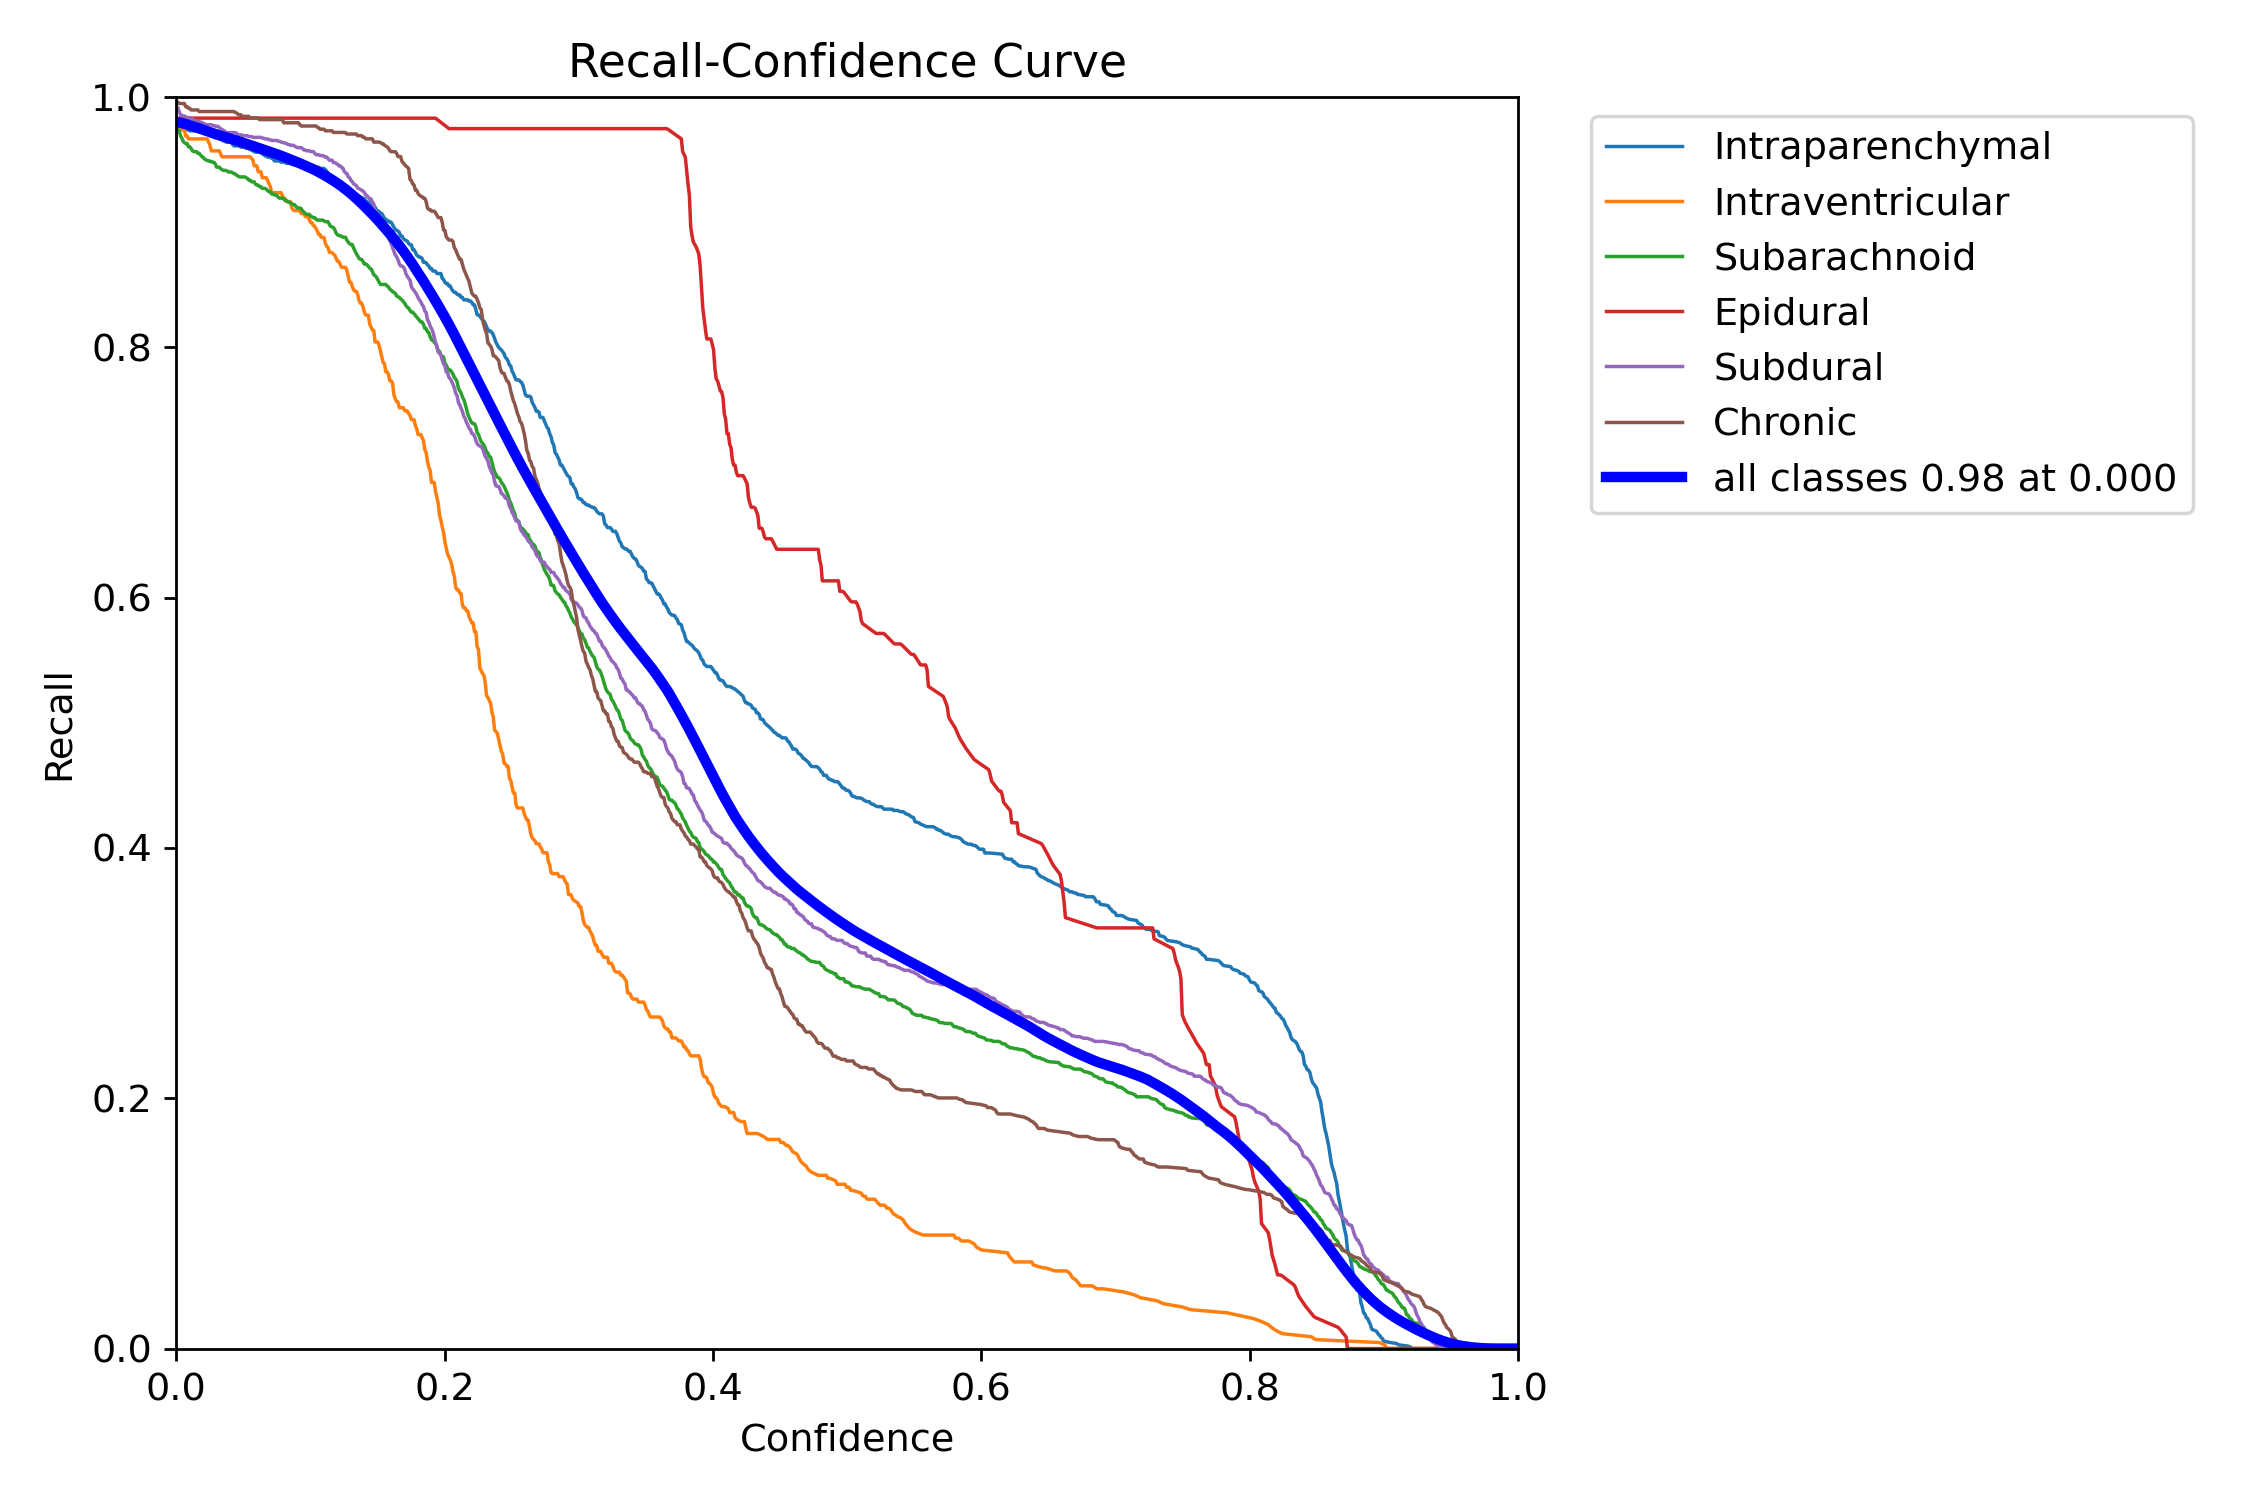 Recall-Confidence Curve
1.0
0.8
0.6
0.4
0.2
0.0
Recall
0.0 0.2 0.4 0.6 0.8 1.0
Confidence
Intraparenchymal
Intraventricular
Subarachnoid
Epidural
Subdural
Chronic
all classes 0.98 at 0.000